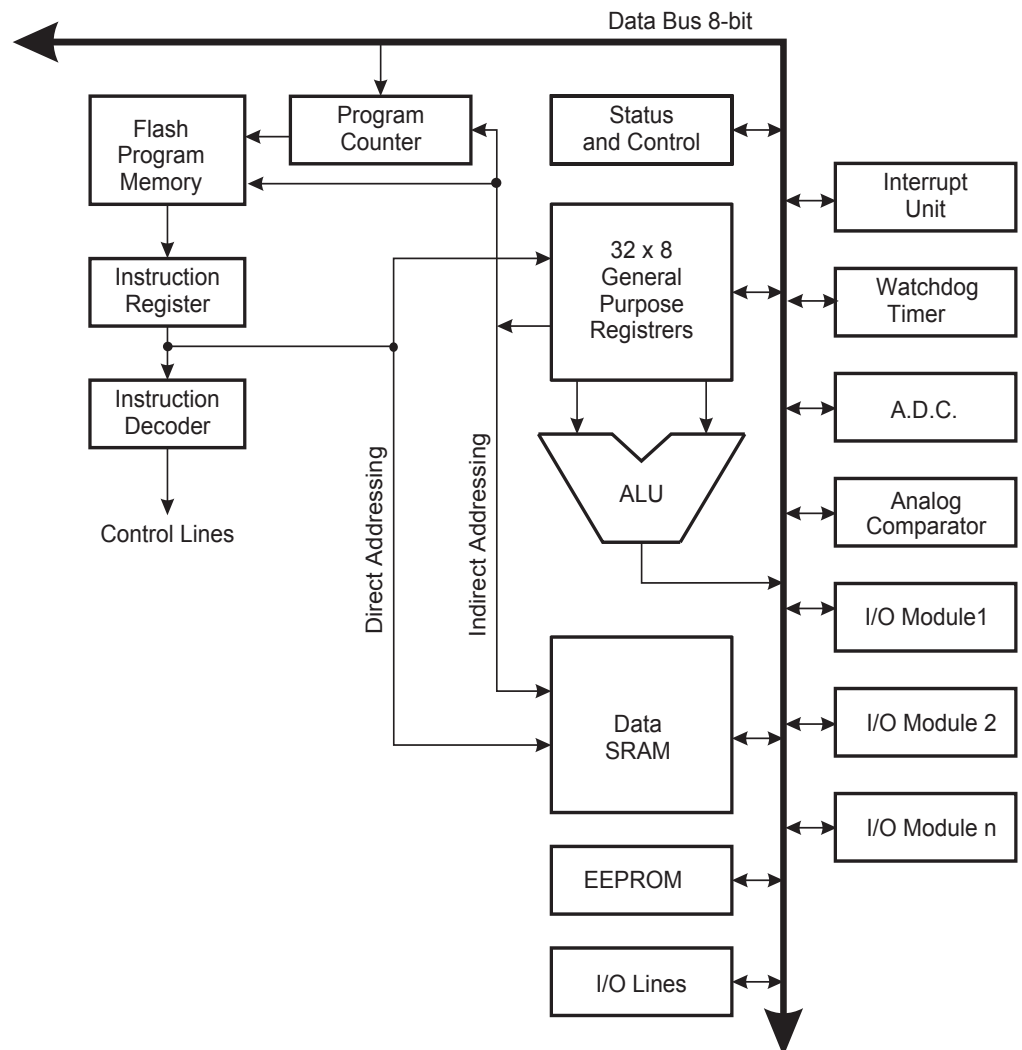 Data Bus 8-bit
Flash
Program
Memory
Program
Counter
Status
and Control
Interrupt
Unit
32 x 8
General
Purpose
Registrers
Instruction
Register
Watchdog
Timer
Instruction
Decoder
A.D.C.
Control Lines
Direct Addressing
Indirect Addressing
ALU
Analog
Comparator
I/O Module1
Data
SRAM
I/O Module 2
I/O Module n
EEPROM
I/O Lines